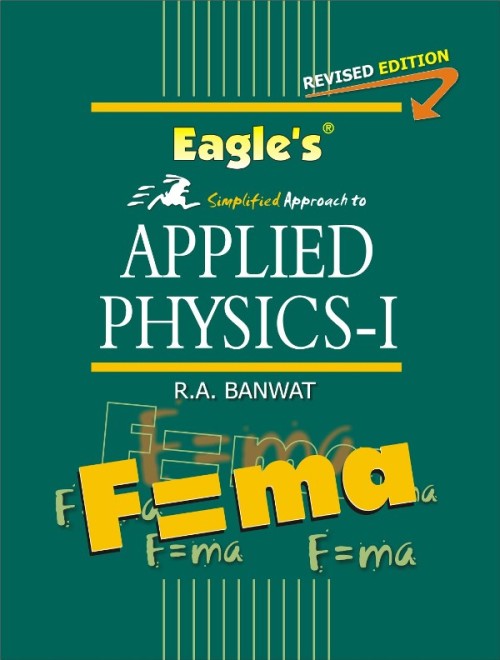 REVISED EDITION
Eagle's®
Simplified Approach to
APPLIED
PHYSICS-I
R.A. BANWAT
F=ma
F=ma
F=ma
F a
ma
F=ma
F=ma